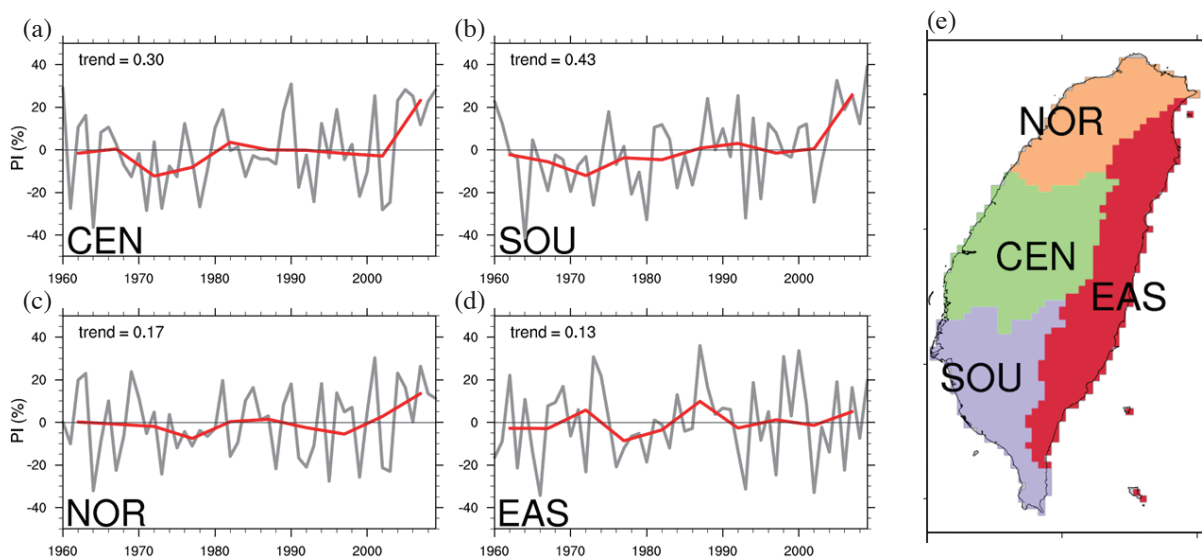 (a)
(b)
(e)
trend = 0.30
trend = 0.43
PI (%)
40
20
0
-20
-40
CEN
1960
1970
1980
1990
2000
PI (%)
40
20
0
-20
-40
SOU
1960
1970
1980
1990
2000
(c)
(d)
trend = 0.17
trend = 0.13
PI (%)
40
20
0
-20
-40
NOR
1960
1970
1980
1990
2000
PI (%)
40
20
0
-20
-40
EAS
1960
1970
1980
1990
2000
NOR
CEN
EAS
SOU